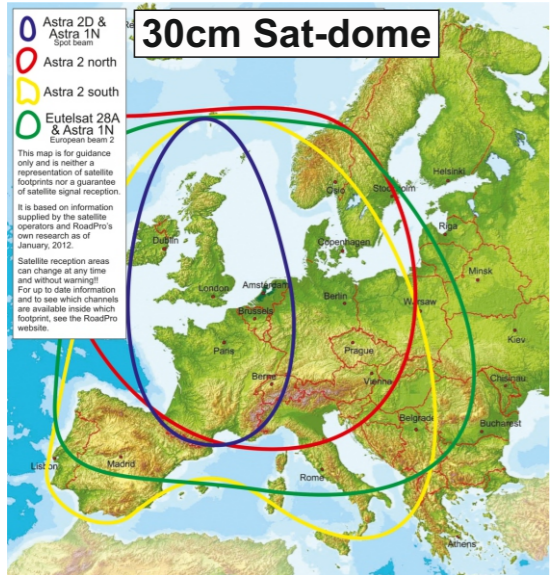 30cm Sat-dome
Astra 2D &
Astra 1N
Spot beam
Astra 2 north
Astra 2 south
Eutelsat 28A
& Astra 1N
European beam 2
This map is for guidance
only and is neither a
representation of satellite
footprints nor a guarantee
of satellite signal reception.
It is based on information
supplied by the satellite
operators and RoadPro's
own research as of
January, 2012.
Satellite reception areas
can change at any time
and without warning!!
For up to date information
and to see which channels
are available inside which
footprint, see the RoadPro
website.
Helsinki
Oslo
Stockholm
Riga
Dublin
Copenhagen
Minsk
London
Amsterdam
Berlin
Warsaw
Brussels
Kiev
Paris
Prague
Vienna
Chisinau
Berne
Belgrade
Bucharest
Lisbon
Madrid
Rome
Athens